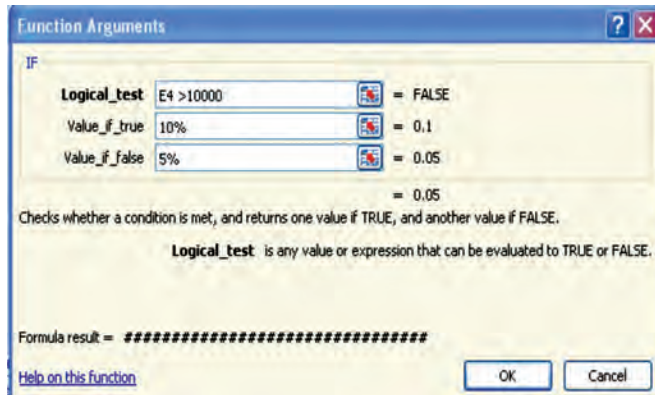 Function Arguments
IF
Logical_test E4 >10000 = FALSE
Value_if_true 10% = 0.1
Value_if_false 5% = 0.05
= 0.05
Checks whether a condition is met, and returns one value if TRUE, and another value if FALSE.
Logical_test is any value or expression that can be evaluated to TRUE or FALSE.
Formula result = ################################
Help on this function
OK Cancel